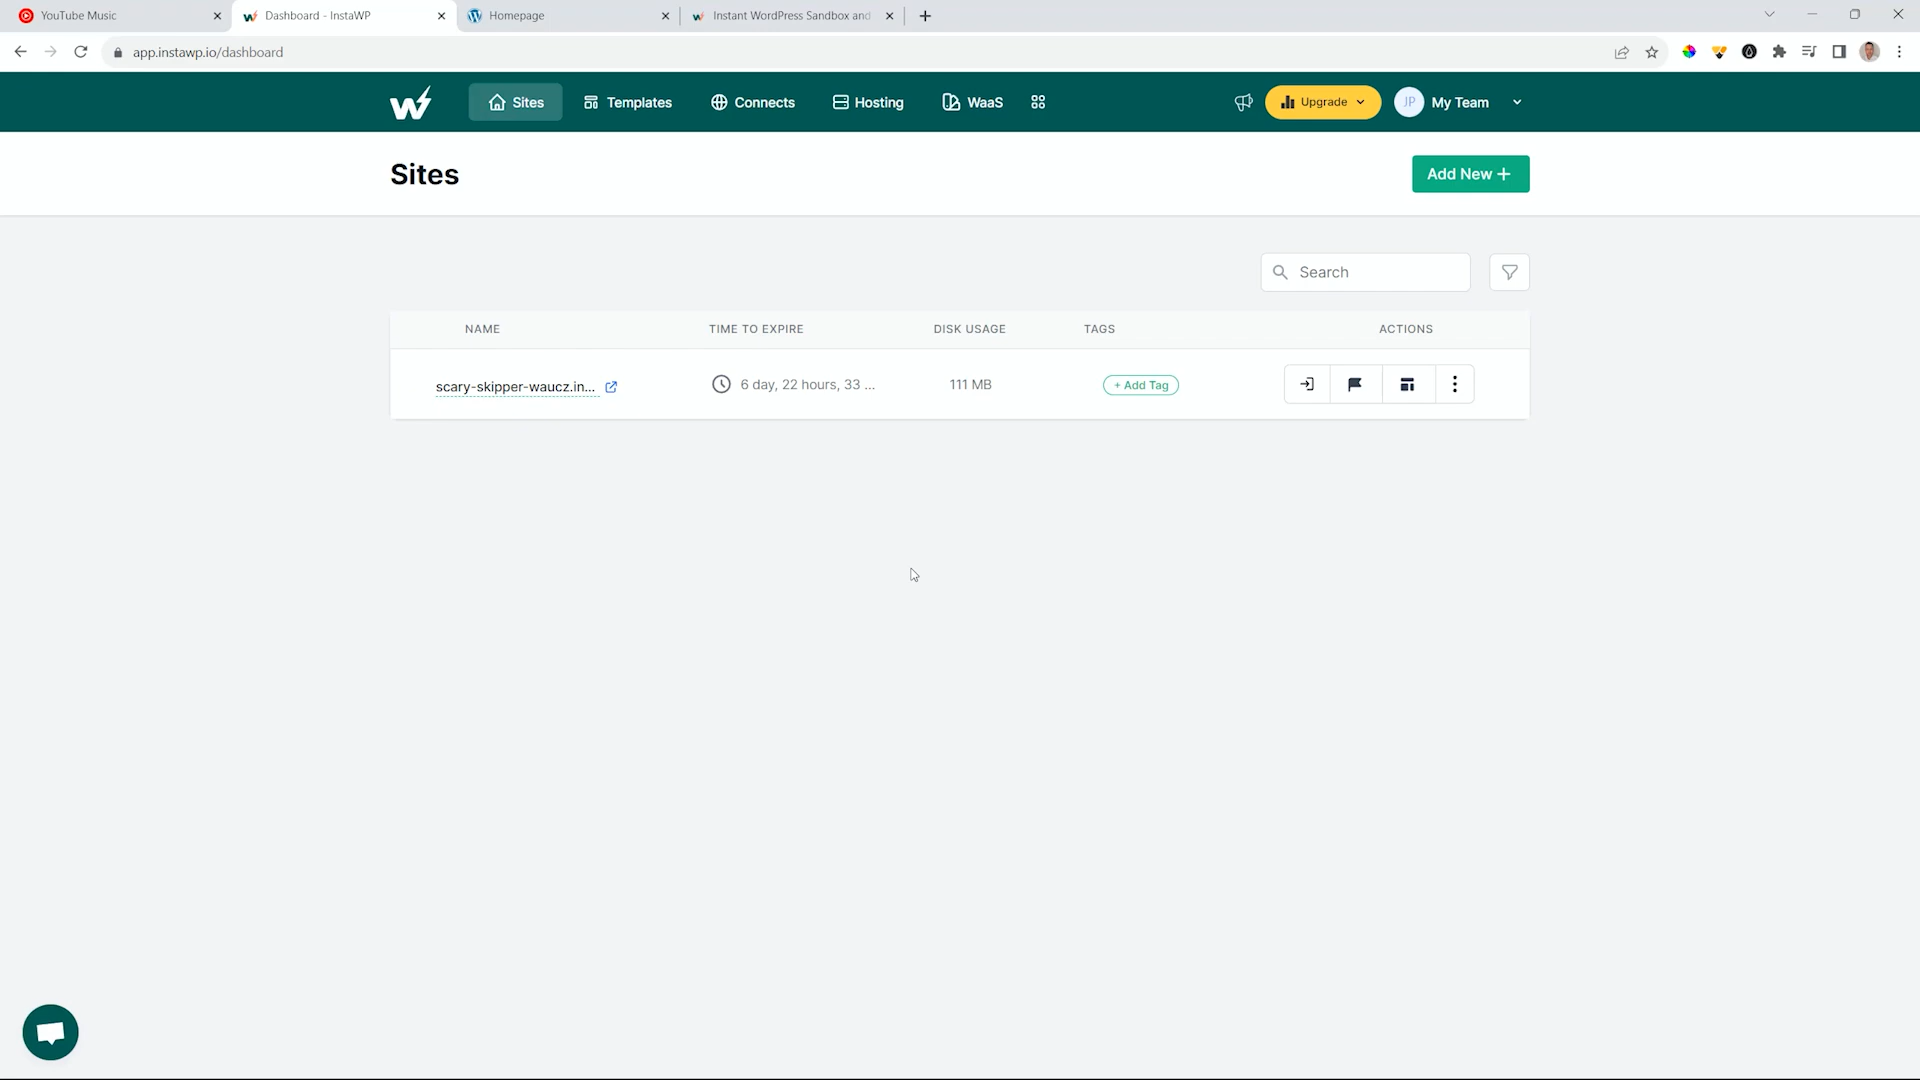 YouTube Music
Dashboard - InstaWP
Homepage
Instant WordPress Sandbox and
app.instawp.io/dashboard
Sites
Templates
Connects
Hosting
WaaS
Upgrade
JP
My Team
Sites
Add New +
Search
NAME
TIME TO EXPIRE
DISK USAGE
TAGS
ACTIONS
scary-skipper-waucz.in...
6 day, 22 hours, 33 ...
111 MB
+ Add Tag